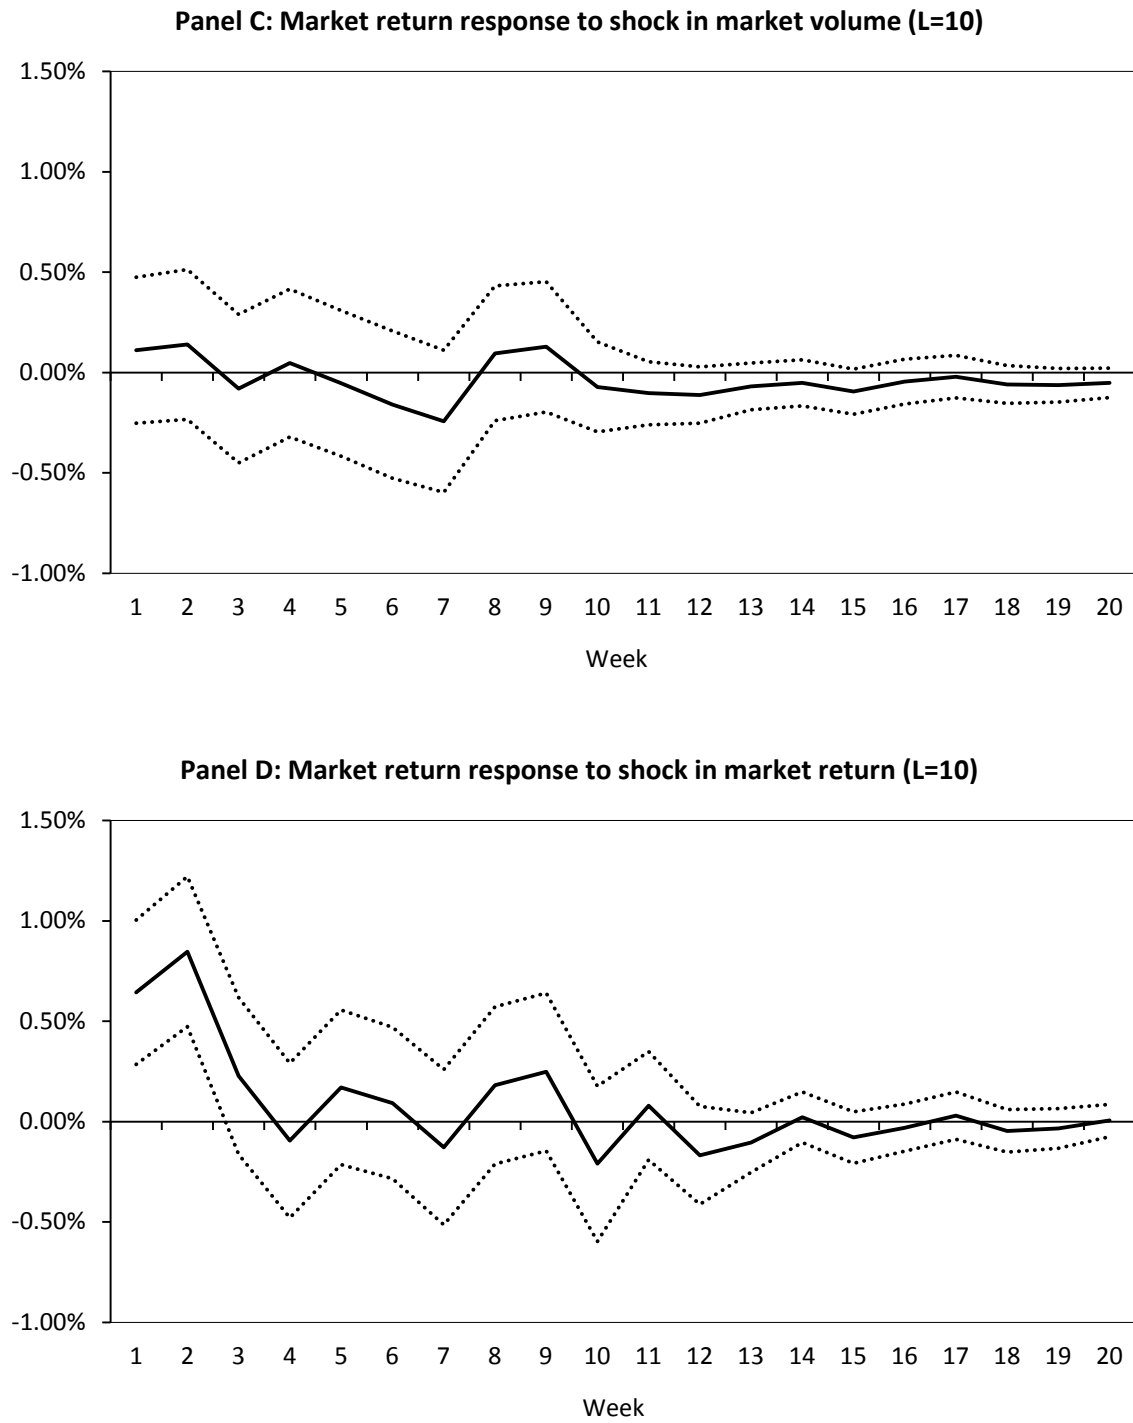 Panel C: Market return response to shock in market volume (L=10)
1.50%
1.00%
0.50%
0.00%
-0.50%
-1.00%
1 2 3 4 5 6 7 8 9 10 11 12 13 14 15 16 17 18 19 20
Week
Panel D: Market return response to shock in market return (L=10)
1.50%
1.00%
0.50%
0.00%
-0.50%
-1.00%
1 2 3 4 5 6 7 8 9 10 11 12 13 14 15 16 17 18 19 20
Week